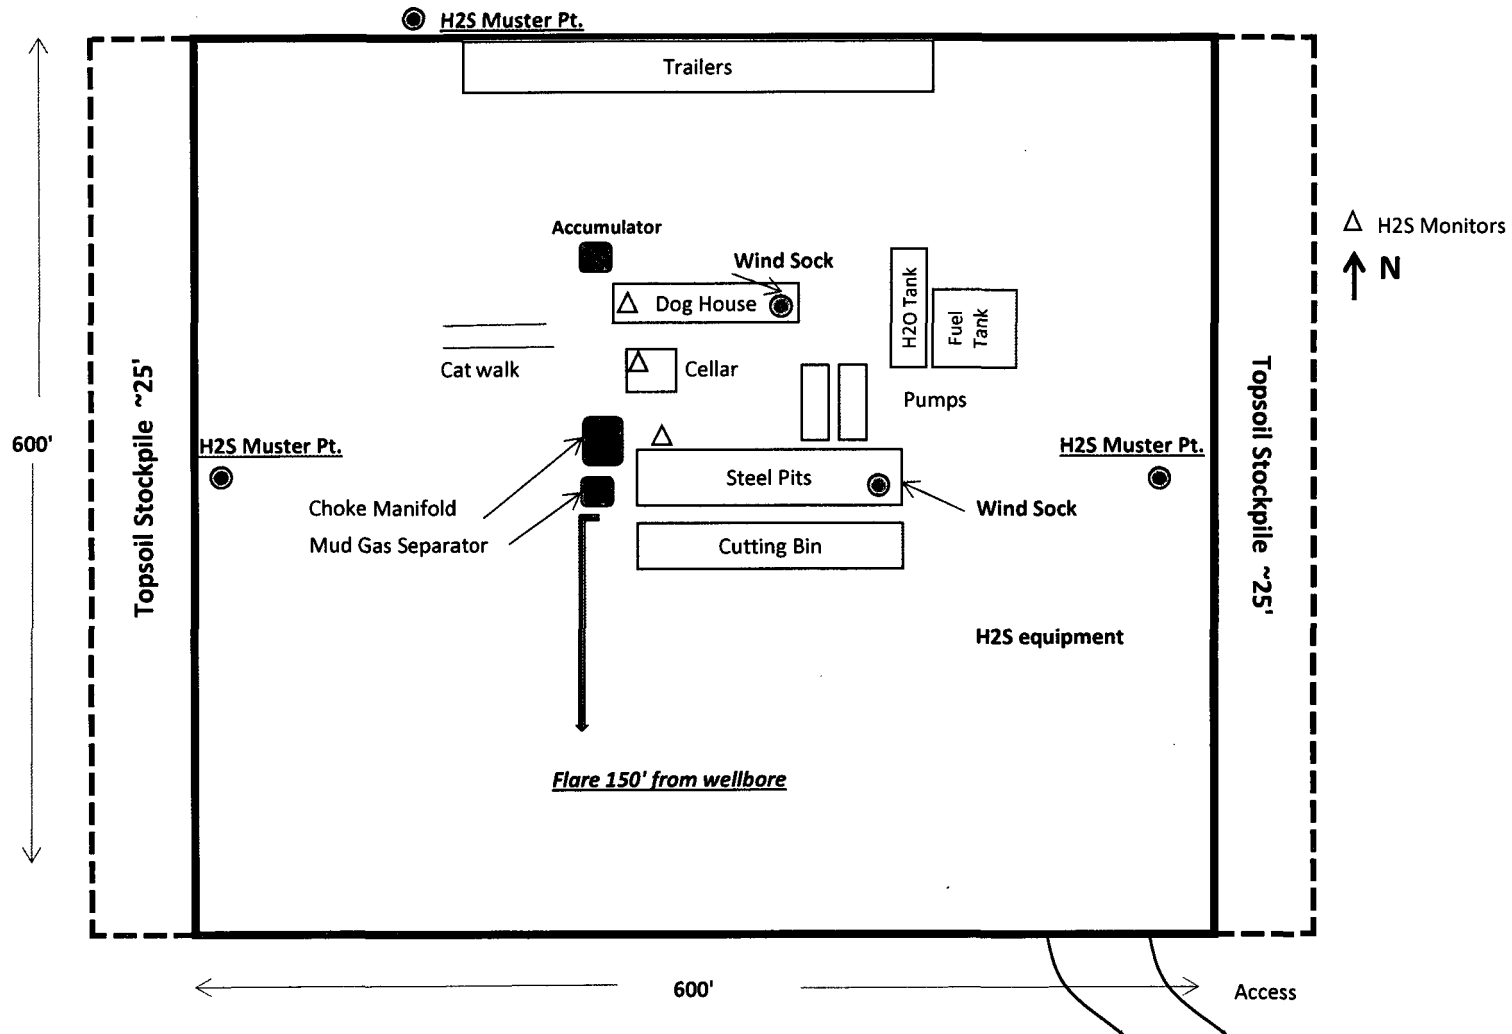 H2S Muster Pt.
Trailers
H2S Monitors
N
Accumulator
Wind Sock
Dog House
H2O Tank
Fuel
Tank
Cat walk
Cellar
Pumps
Topsoil Stockpile ~25'
Topsoil Stockpile ~25'
600'
H2S Muster Pt.
H2S Muster Pt.
Steel Pits
Choke Manifold
Wind Sock
Mud Gas Separator
Cutting Bin
H2S equipment
Flare 150' from wellbore
600'
Access